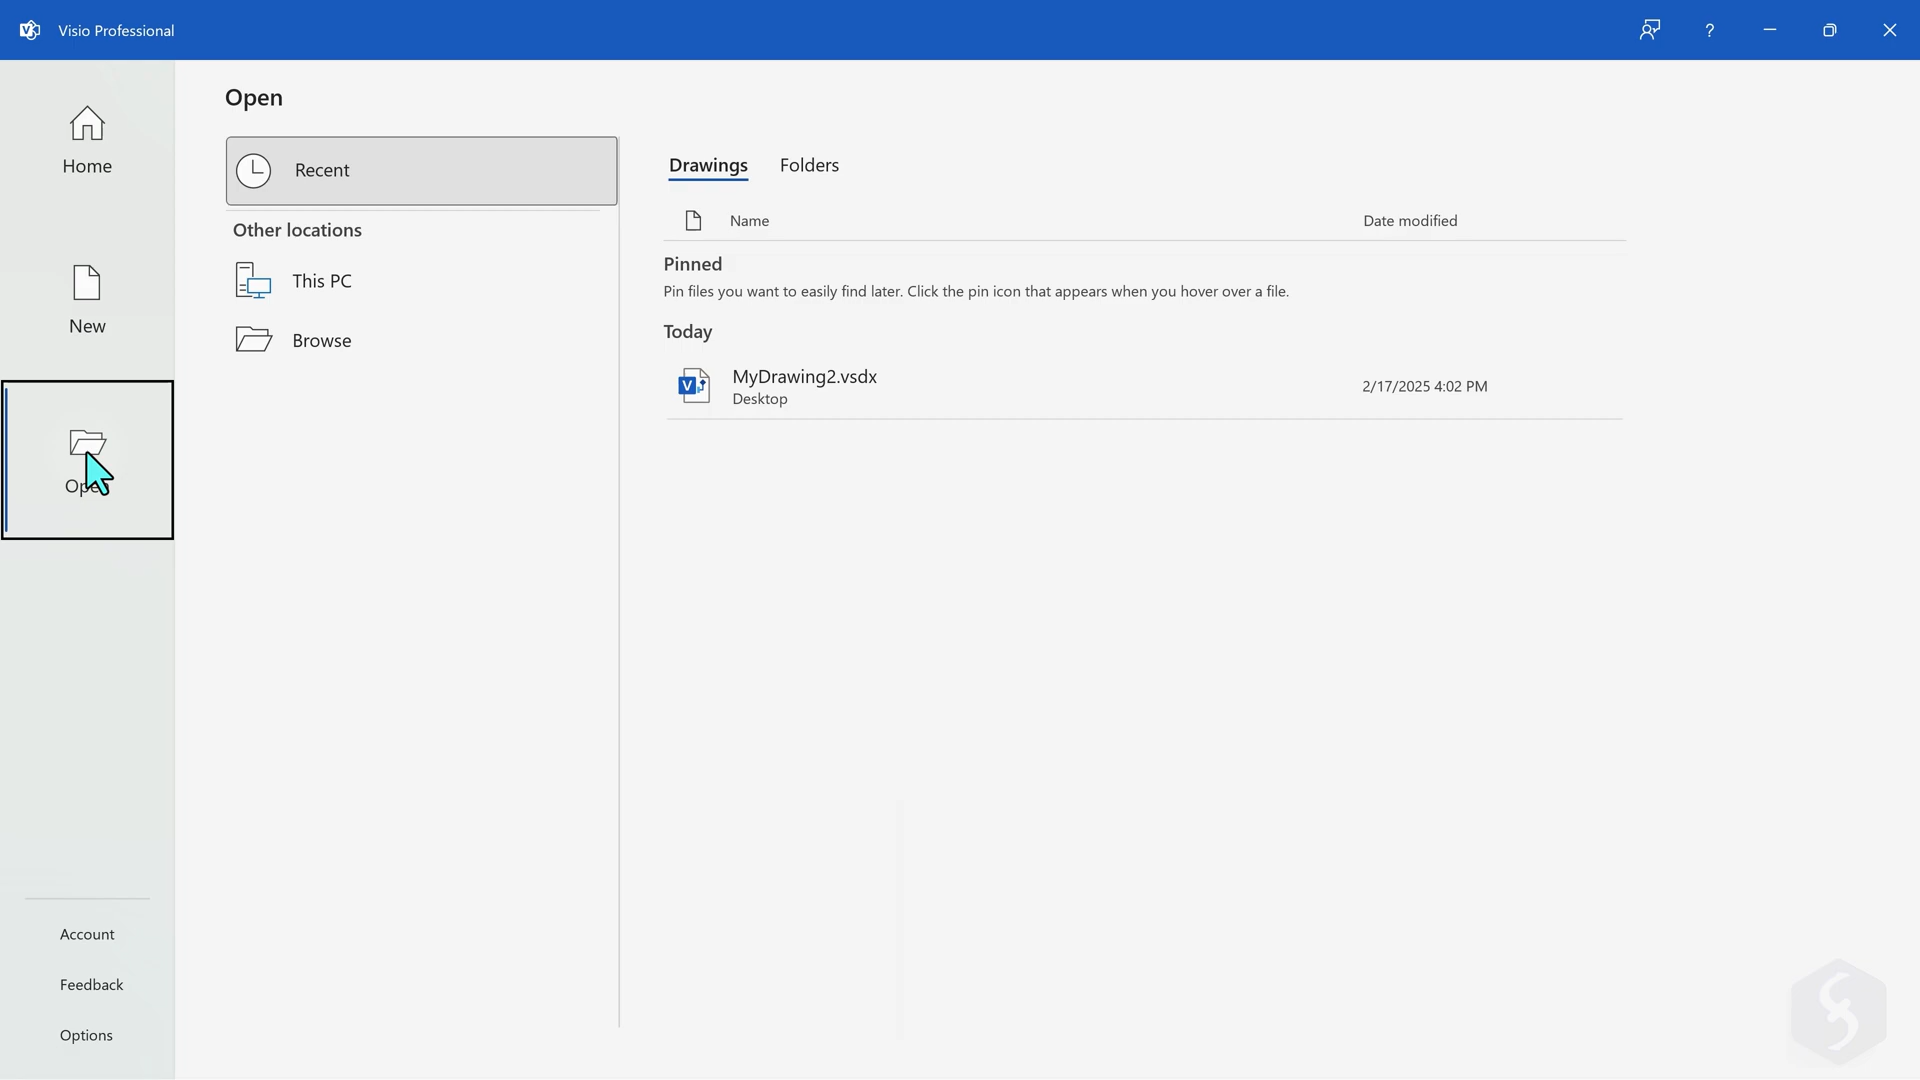 Visio Professional
?
Home
New
Open
Account
Feedback
Options
Open
Recent
Other locations
This PC
Browse
Drawings Folders
Name Date modified
Pinned
Pin files you want to easily find later. Click the pin icon that appears when you hover over a file.
Today
MyDrawing2.vsdx 2/17/2025 4:02 PM
Desktop